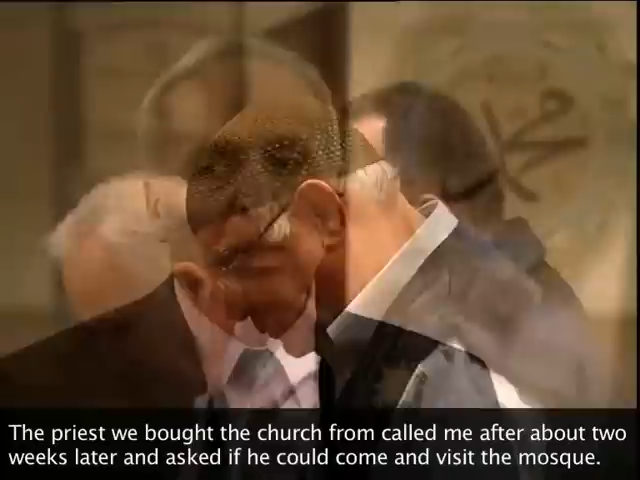 The priest we bought the church from called me after about two
weeks later and asked if he could come and visit the mosque.